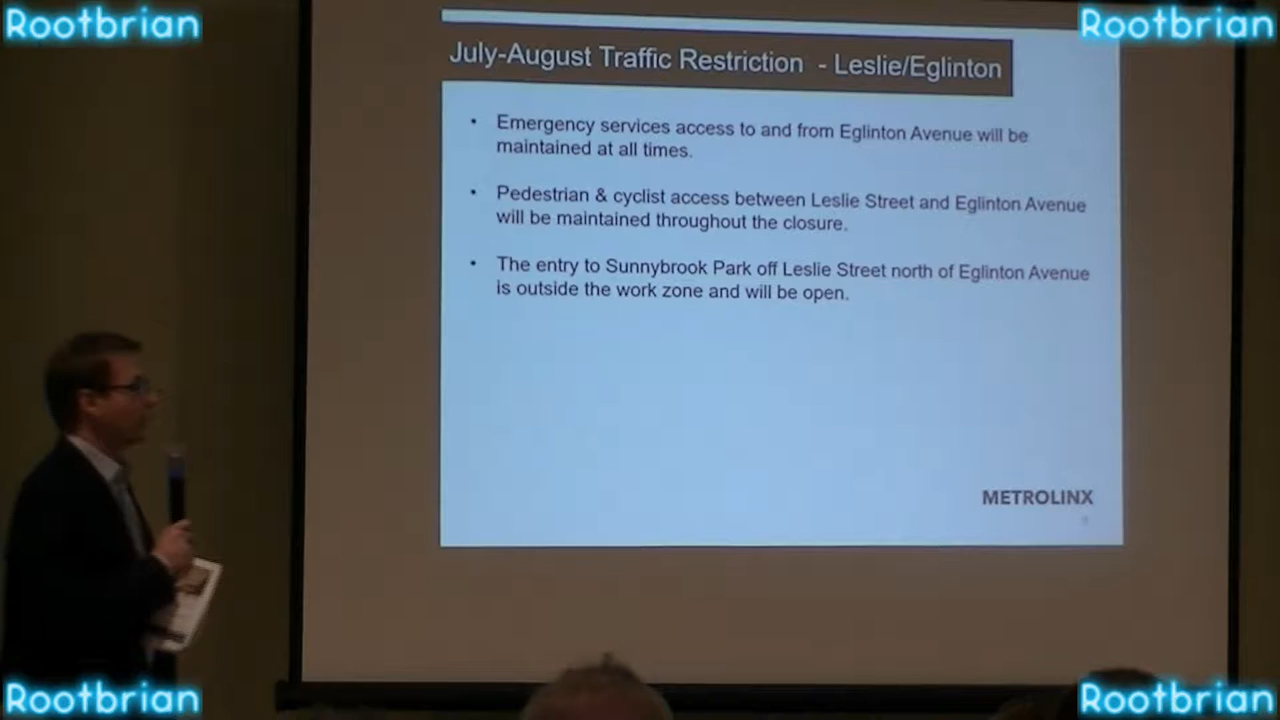 Rootbrian
Rootbrian
July-August Traffic Restriction - Leslie/Eglinton
• Emergency services access to and from Eglinton Avenue will be
maintained at all times.
• Pedestrian & cyclist access between Leslie Street and Eglinton Avenue
will be maintained throughout the closure.
• The entry to Sunnybrook Park off Leslie Street north of Eglinton Avenue
is outside the work zone and will be open.
METROLINX
Rootbrian
Rootbrian